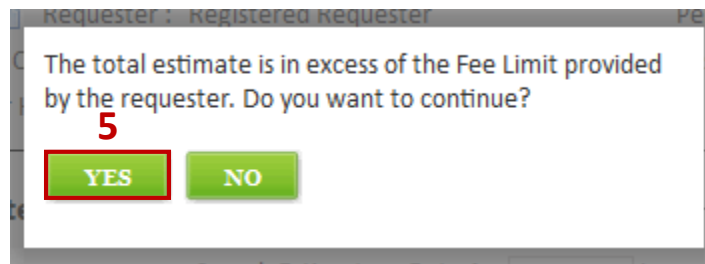 Requester : Registered Requester Pe
The total estimate is in excess of the Fee Limit provided
by the requester. Do you want to continue?
5
YES NO